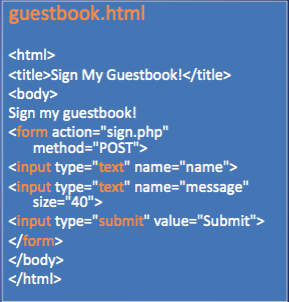 guestbook.html
<html>
<title>Sign My Guestbook!</title>
<body>
Sign my guestbook!
<form action="sign.php"
method="POST">
<input type="text" name="name">
<input type="text" name="message"
size="40">
<input type="submit" value="Submit">
</form>
</body>
</html>